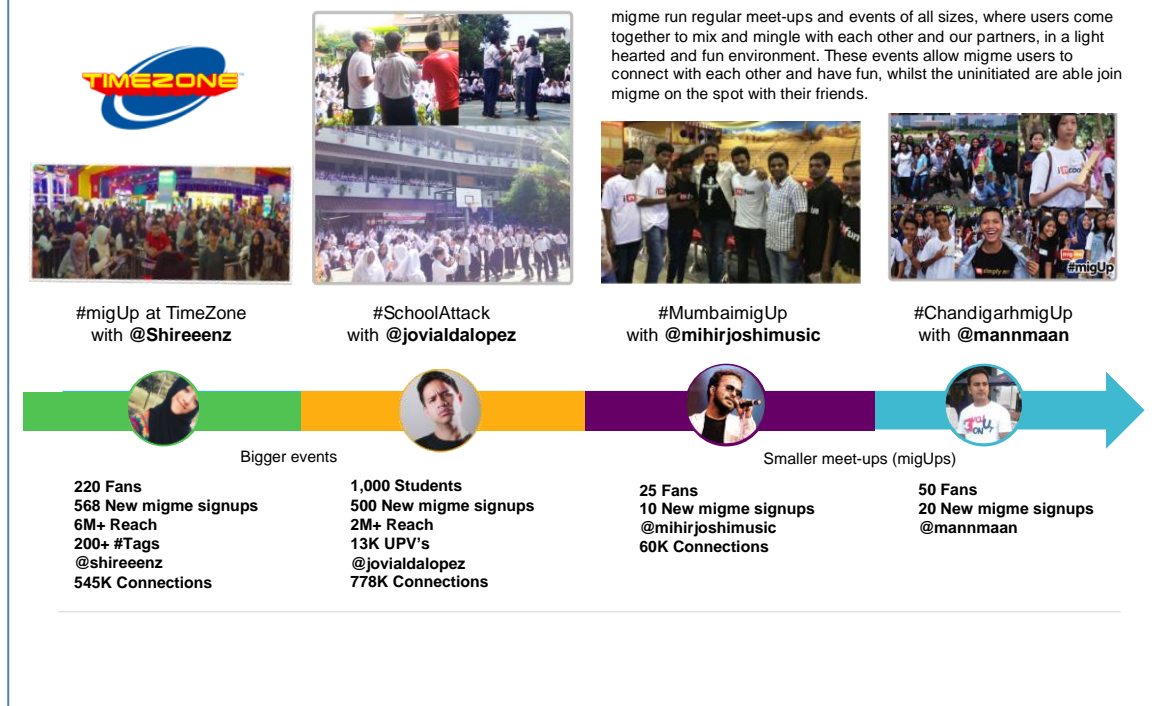 migme run regular meet-ups and events of all sizes, where users come
together to mix and mingle with each other and our partners, in a light
hearted and fun environment. These events allow migme users to
connect with each other and have fun, whilst the uninitiated are able join
migme on the spot with their friends.
TIMEZONE
#migUp
#migUp at TimeZone
with @Shireeenz
#SchoolAttack
with @jovialdalopez
#MumbaimigUp
with @mihirjoshimusic
#ChandigarhmigUp
with @mannmaan
Bigger events
220 Fans
568 New migme signups
6M+ Reach
200+ #Tags
@shireeenz
545K Connections
1,000 Students
500 New migme signups
2M+ Reach
13K UPV's
@jovialdalopez
778K Connections
Smaller meet-ups (migUps)
25 Fans
10 New migme signups
@mihirjoshimusic
60K Connections
50 Fans
20 New migme signups
@mannmaan